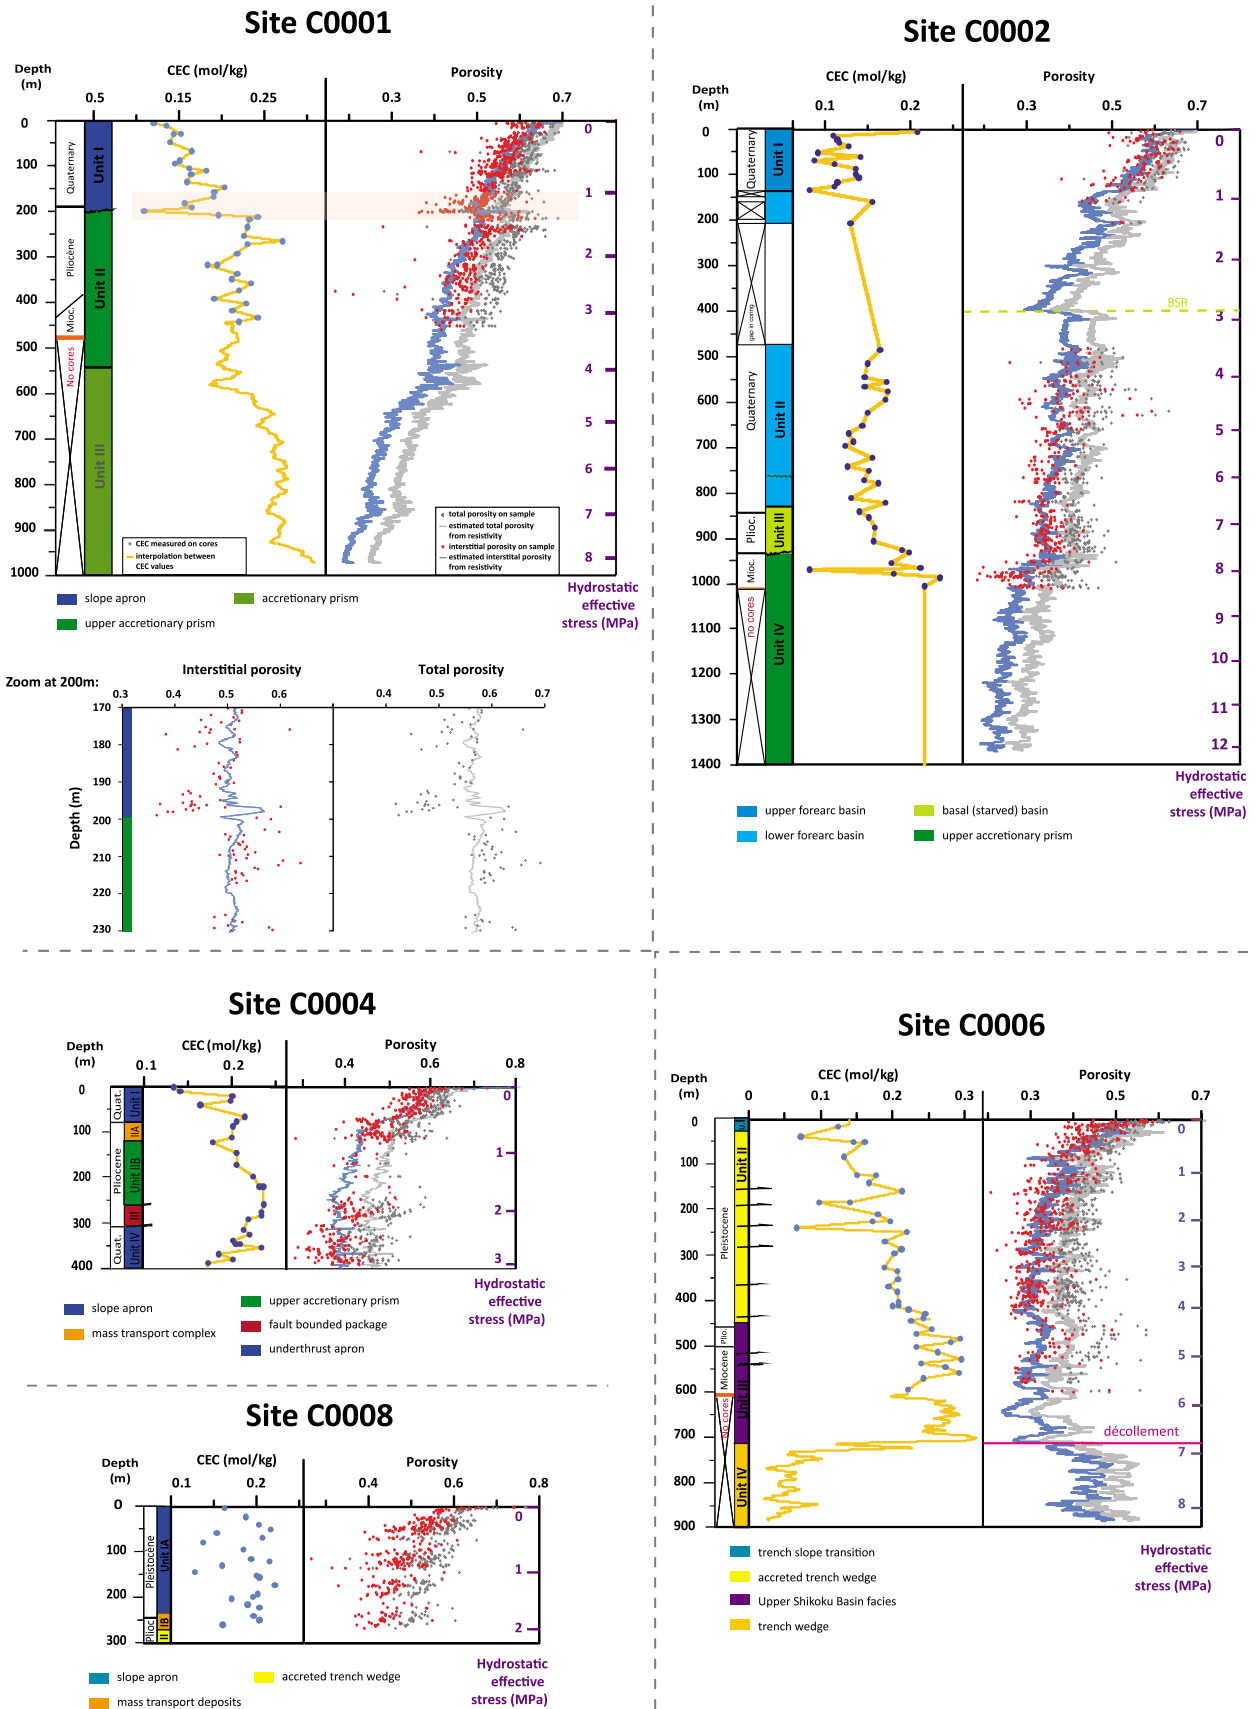 Site C0001
Depth
(m)
CEC (mol/kg)
Porosity
0.5
0.15
0.25
0.3
0.5
0.7
0
100
200
300
400
500
600
700
800
900
1000
Quaternary
Pliocène
Mioc.
No cores
Unit I
Unit II
Unit III
0
1
2
3
4
5
6
7
8
CEC measured on cores
interpolation between
CEC values
total porosity on sample
estimated total porosity
from resistivity
interstitial porosity on sample
estimated interstital porosity
from resistivity
Hydrostatic
effective
stress (MPa)
slope apron
accretionary prism
upper accretionary prism
Zoom at 200m:
Interstitial porosity
Total porosity
0.3
0.4
0.5
0.6
0.4
0.5
0.6
0.7
Depth (m)
170
180
190
200
210
220
230
Site C0002
Depth
(m)
CEC (mol/kg)
Porosity
0.1
0.2
0.3
0.5
0.7
0
100
200
300
400
500
600
700
800
900
1000
1100
1200
1300
1400
Quaternary
gap in coring
Quaternary
Plioc.
Mioc.
no cores
Unit I
Unit II
Unit III
Unit IV
BSR
0
1
2
3
4
5
6
7
8
9
10
11
12
Hydrostatic
effective
stress (MPa)
upper forearc basin
basal (starved) basin
lower forearc basin
upper accretionary prism
Site C0004
Depth
(m)
CEC (mol/kg)
Porosity
0.1
0.2
0.4
0.6
0.8
0
100
200
300
400
Quat.
Pliocene
Quat.
Unit I
IIA
Unit IIB
III
Unit IV
0
1
2
3
Hydrostatic
effective
stress (MPa)
slope apron
mass transport complex
upper accretionary prism
fault bounded package
underthrust apron
Site C0006
Depth
(m)
CEC (mol/kg)
Porosity
0
0.1
0.2
0.3
0.3
0.4
0.5
0.7
0
100
200
300
400
500
600
700
800
900
Pleistocene
Plio.
Miocene
No cores
Unit II
Unit III
Unit IV
décollement
0
1
2
3
4
5
6
7
8
Hydrostatic
effective
stress (MPa)
trench slope transition
accreted trench wedge
Upper Shikoku Basin facies
trench wedge
Site C0008
Depth
(m)
CEC (mol/kg)
Porosity
0.1
0.2
0.4
0.6
0.8
0
100
200
300
Pleistocene
Plioc.
Unit IA
IB
II
0
1
2
Hydrostatic
effective
stress (MPa)
slope apron
accreted trench wedge
mass transport deposits